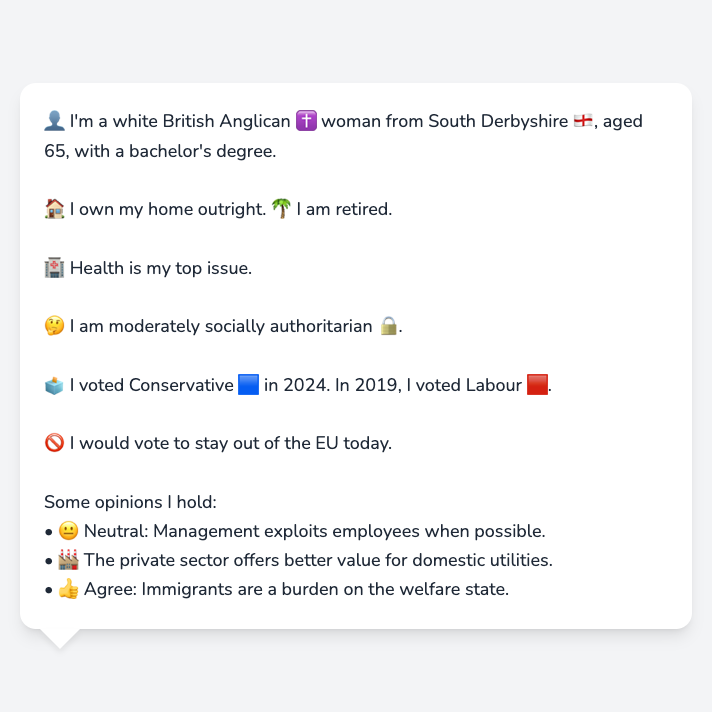 👤 I'm a white British Anglican ✝️ woman from South Derbyshire 🏴󠁧󠁢󠁥󠁮󠁧󠁿, aged
65, with a bachelor's degree.
🏠 I own my home outright. 🌴 I am retired.
🏥 Health is my top issue.
🤔 I am moderately socially authoritarian 🔒.
🗳️ I voted Conservative 🟦 in 2024. In 2019, I voted Labour 🟥.
🚫 I would vote to stay out of the EU today.
Some opinions I hold:
• 😐 Neutral: Management exploits employees when possible.
• 🏭 The private sector offers better value for domestic utilities.
• 👍 Agree: Immigrants are a burden on the welfare state.